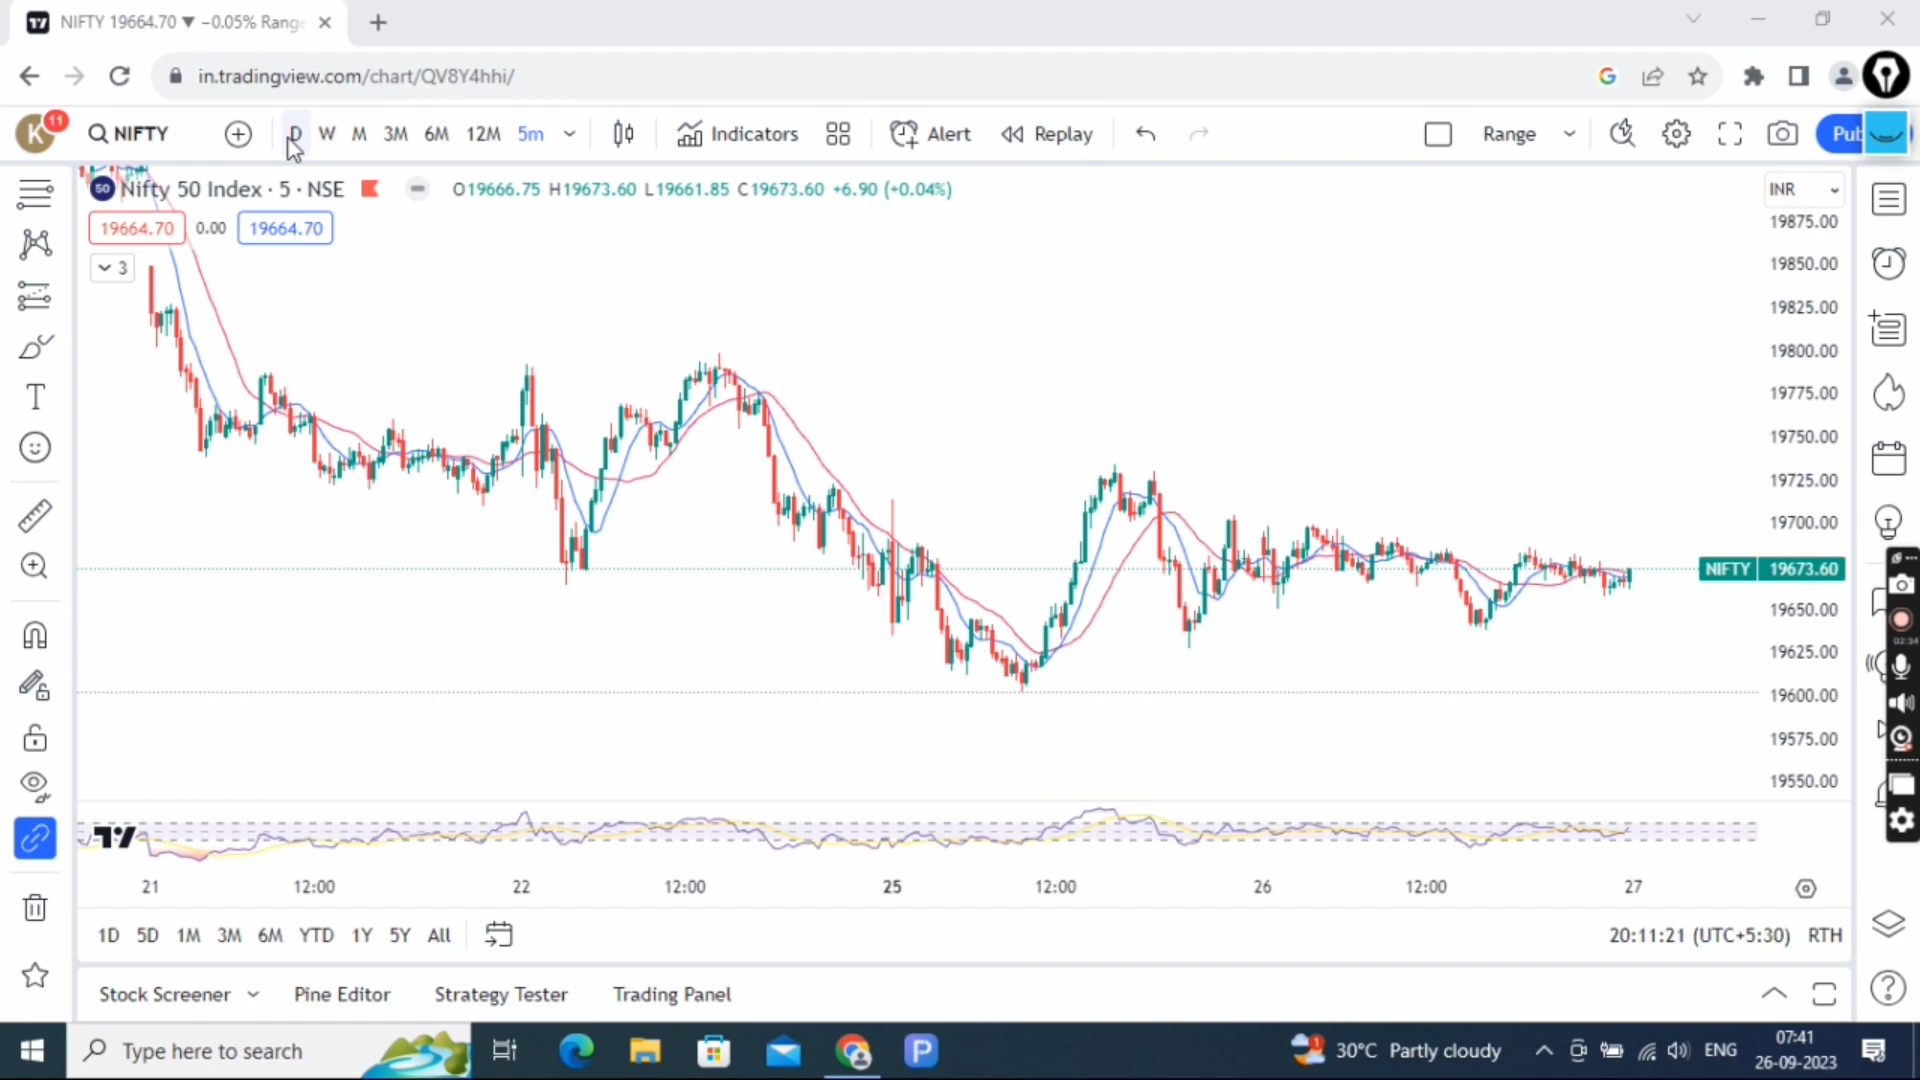 NIFTY 19664.70 ▼ −0.05% Range
in.tradingview.com/chart/QV8Y4hhi/
K 11 NIFTY D W M 3M 6M 12M 5m Indicators Alert Replay Range Pub
50 Nifty 50 Index · 5 · NSE O19666.75 H19673.60 L19661.85 C19673.60 +6.90 (+0.04%) INR
19664.70 0.00 19664.70
3
19875.00
19850.00
19825.00
19800.00
19775.00
19750.00
19725.00
19700.00
NIFTY 19673.60
19650.00
19625.00
19600.00
19575.00
19550.00
02:34
21 12:00 22 12:00 25 12:00 26 12:00 27
1D 5D 1M 3M 6M YTD 1Y 5Y All 20:11:21 (UTC+5:30) RTH
Stock Screener Pine Editor Strategy Tester Trading Panel
Type here to search 30°C Partly cloudy ENG 07:41
26-09-2023